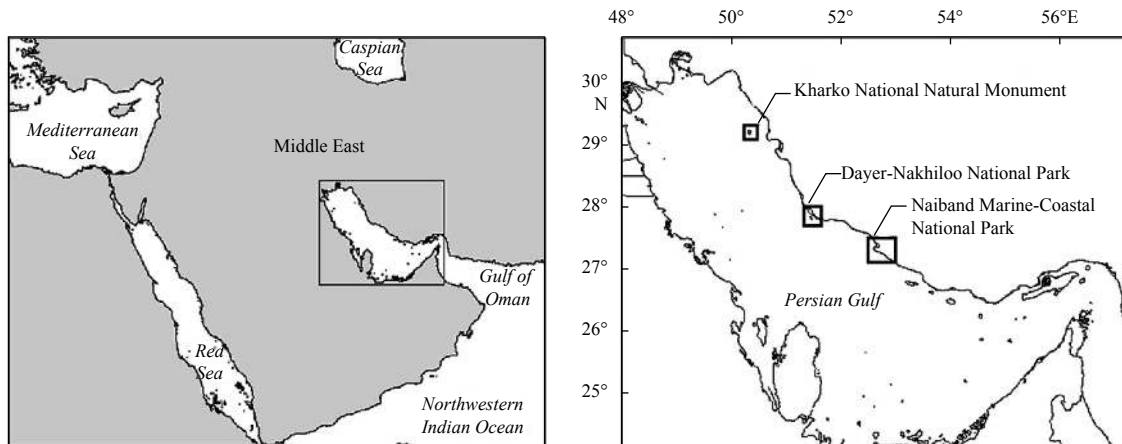 Caspian
Sea
Mediterranean
Sea
Middle East
Gulf of
Oman
Red
Sea
Northwestern
Indian Ocean
48° 50° 52° 54° 56°E
30°
N
29°
28°
27°
26°
25°
Kharko National Natural Monument
Dayer-Nakhiloo National Park
Naiband Marine-Coastal
National Park
Persian Gulf